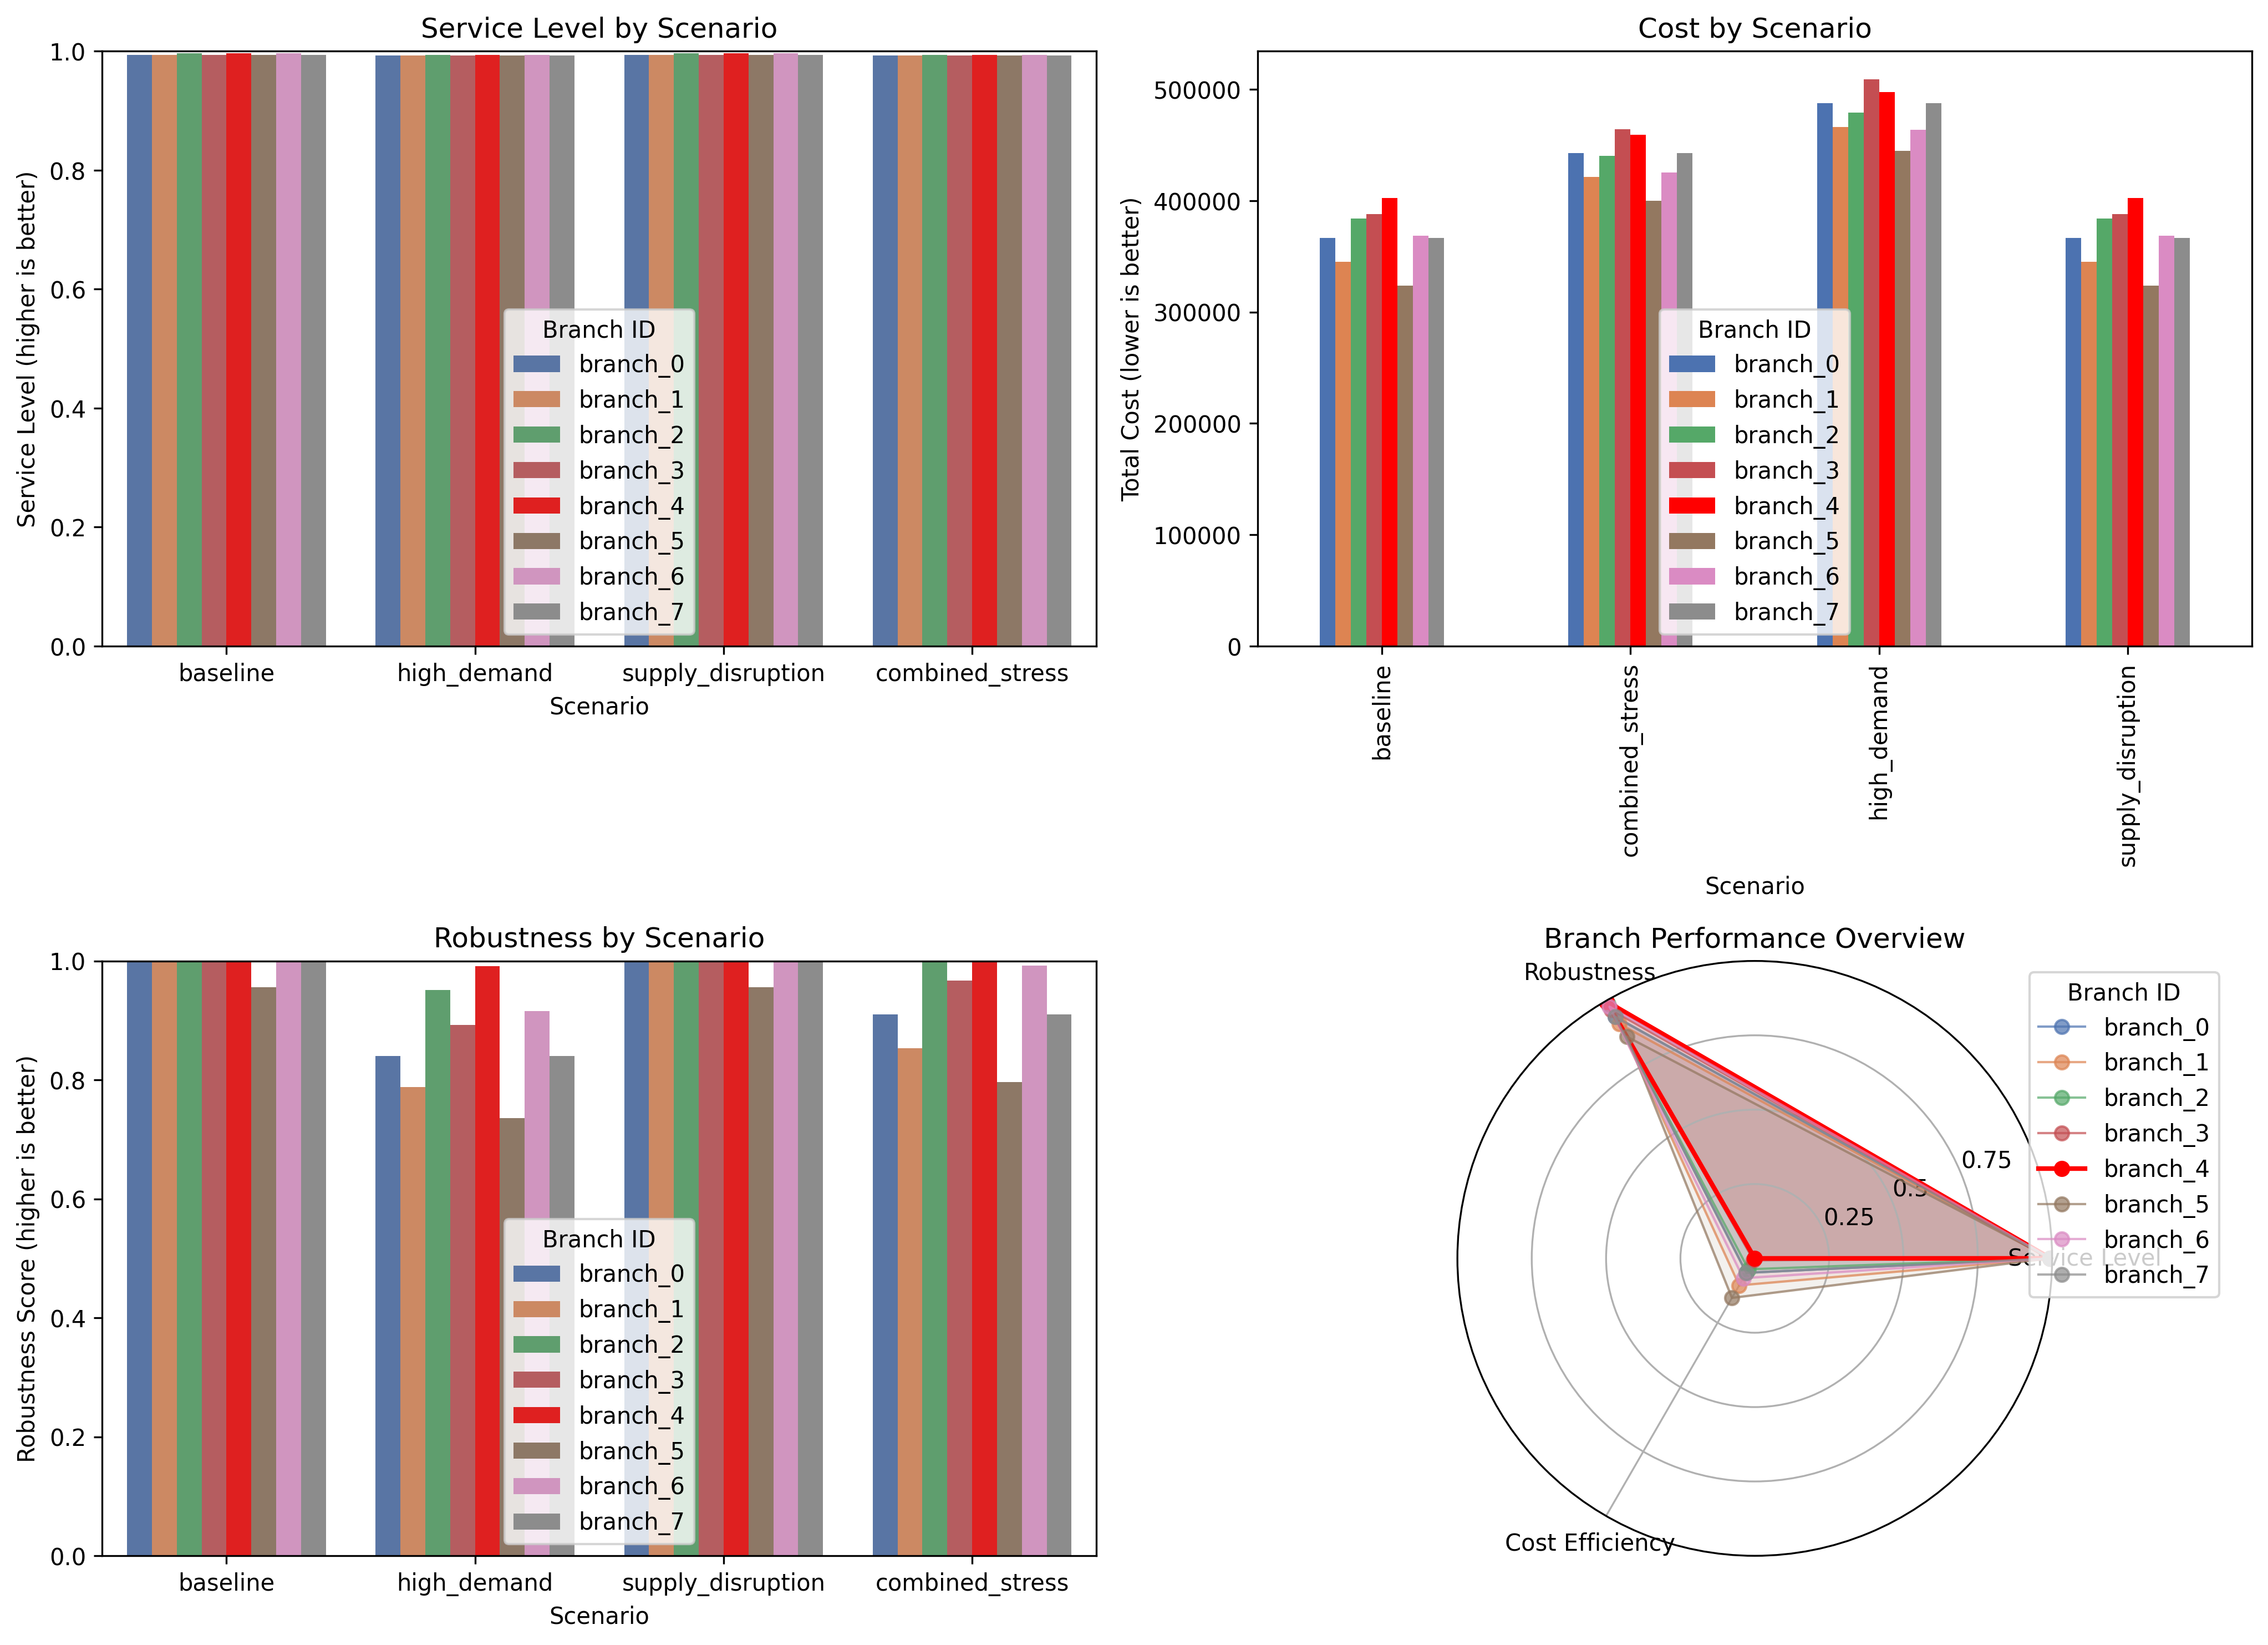 Service Level by Scenario
Service Level (higher is better)
1.0
0.8
0.6
0.4
0.2
0.0
Branch ID
branch_0
branch_1
branch_2
branch_3
branch_4
branch_5
branch_6
branch_7
baseline
high_demand
supply_disruption
combined_stress
Scenario
Cost by Scenario
Total Cost (lower is better)
500000
400000
300000
200000
100000
0
Branch ID
branch_0
branch_1
branch_2
branch_3
branch_4
branch_5
branch_6
branch_7
baseline
combined_stress
high_demand
supply_disruption
Scenario
Robustness by Scenario
Robustness Score (higher is better)
1.0
0.8
0.6
0.4
0.2
0.0
Branch ID
branch_0
branch_1
branch_2
branch_3
branch_4
branch_5
branch_6
branch_7
baseline
high_demand
supply_disruption
combined_stress
Scenario
Branch Performance Overview
Robustness
Service Level
Cost Efficiency
0.75
0.5
0.25
Branch ID
branch_0
branch_1
branch_2
branch_3
branch_4
branch_5
branch_6
branch_7